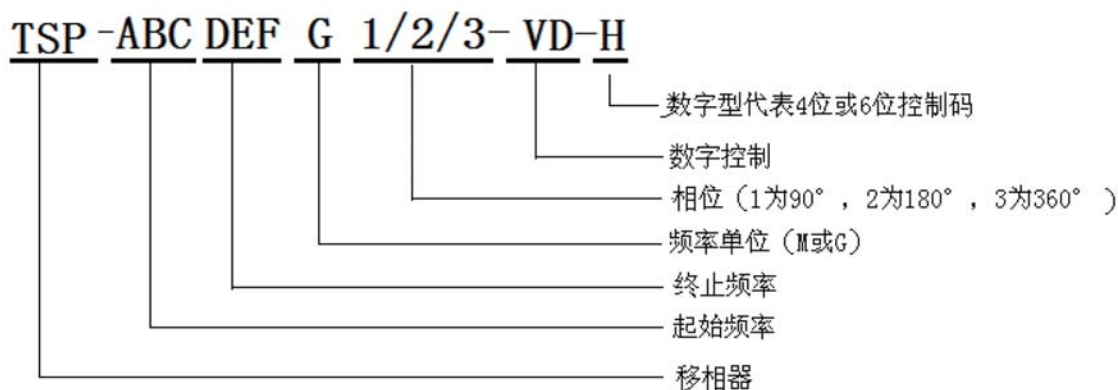 TSP-ABC DEF G 1/2/3-VD-H
数字型代表4位或6位控制码
数字控制
相位（1为90°，2为180°，3为360°）
频率单位（M或G）
终止频率
起始频率
移相器